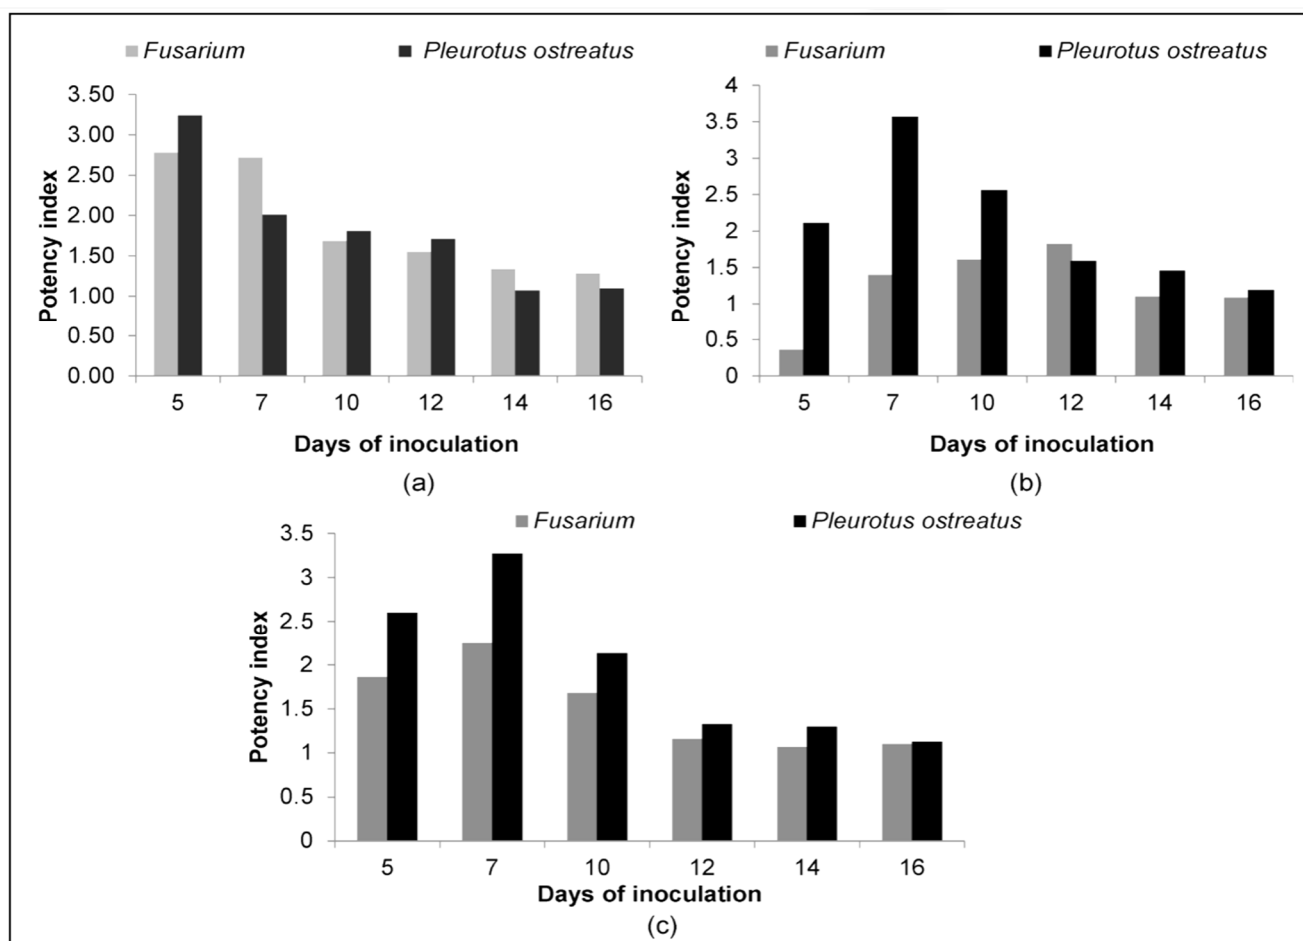 Fusarium Pleurotus ostreatus
3.50
3.00
2.50
2.00
1.50
1.00
0.50
0.00
Potency index
5 7 10 12 14 16
Days of inoculation
(a)
Fusarium Pleurotus ostreatus
4
3.5
3
2.5
2
1.5
1
0.5
0
Potency index
5 7 10 12 14 16
Days of inoculation
(b)
Fusarium Pleurotus ostreatus
3.5
3
2.5
2
1.5
1
0.5
0
Potency index
5 7 10 12 14 16
Days of inoculation
(c)